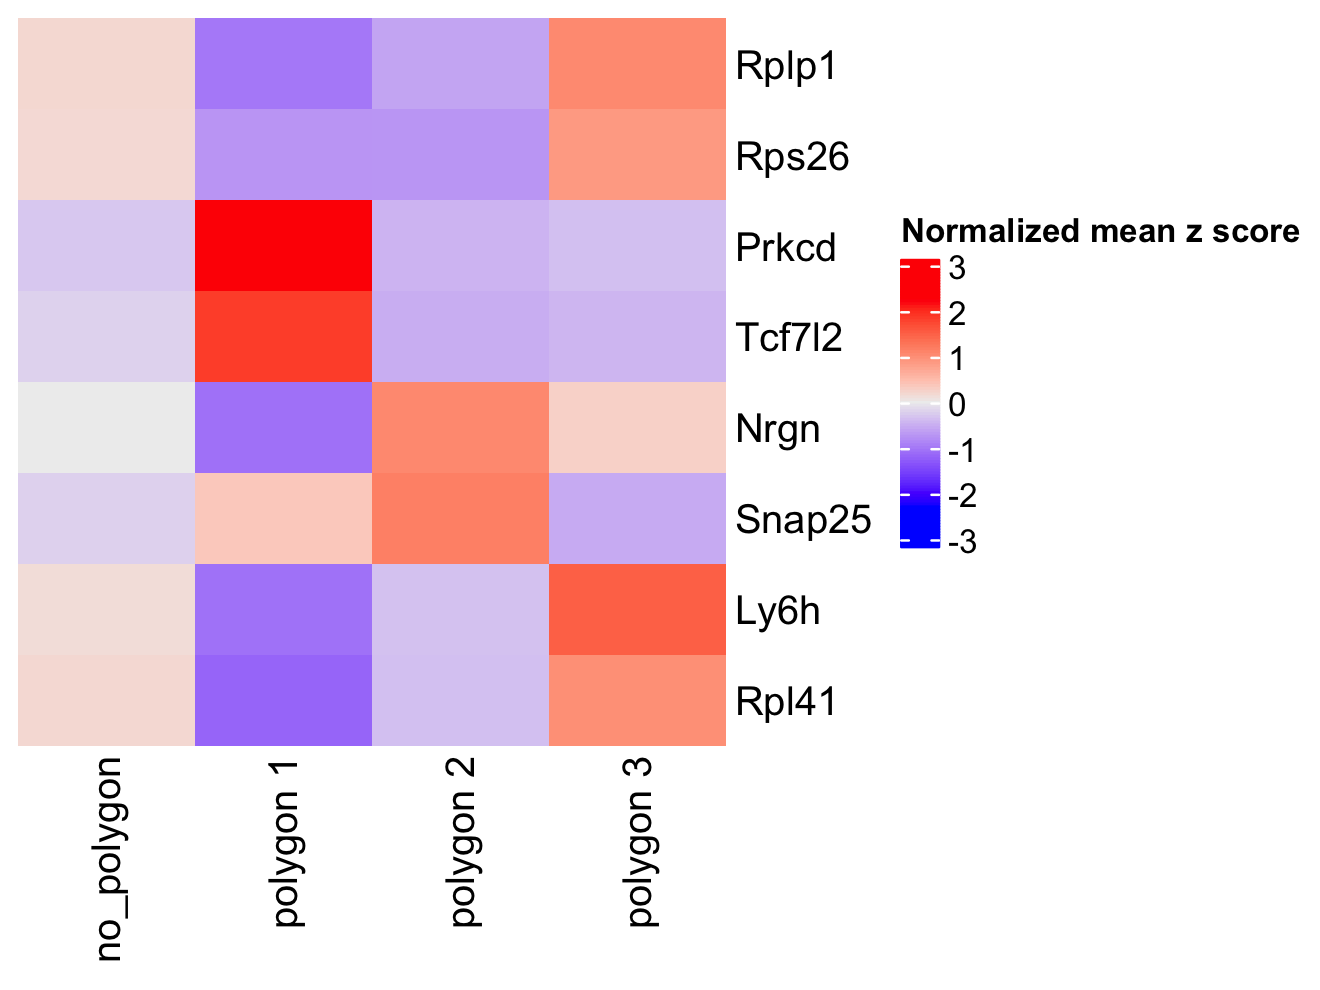 Rplp1
Rps26
Prkcd
Tcf7l2
Nrgn
Snap25
Ly6h
Rpl41
no_polygon
polygon 1
polygon 2
polygon 3
Normalized mean z score
3
2
1
0
-1
-2
-3